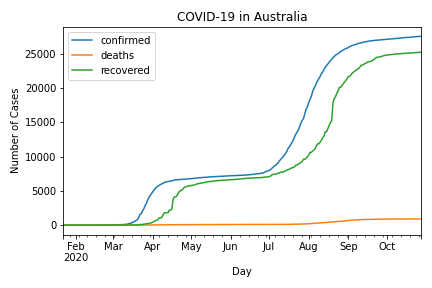 COVID-19 in Australia
confirmed
deaths
recovered
Number of Cases
25000
20000
15000
10000
5000
0
Feb Mar Apr May Jun Jul Aug Sep Oct
2020
Day